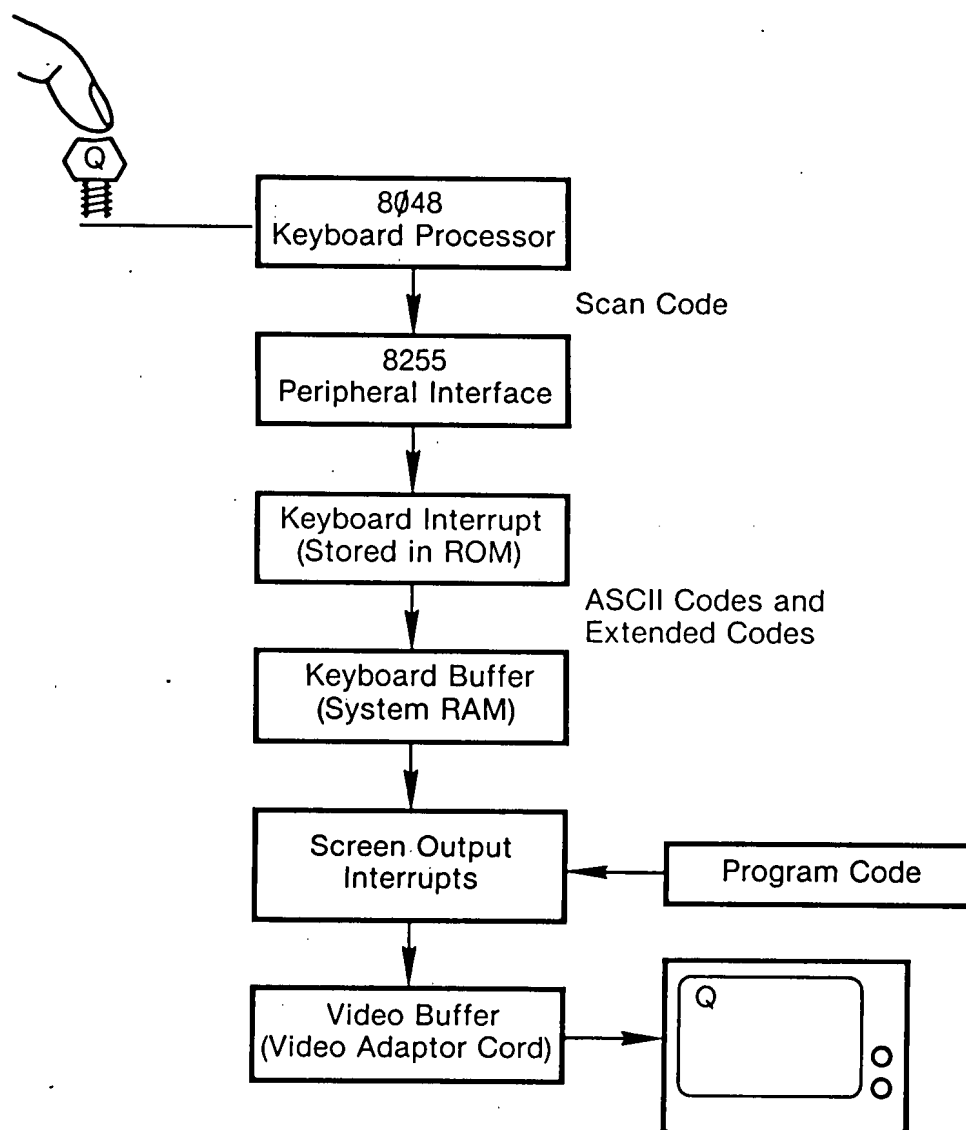 Q
8Ø48
Keyboard Processor
Scan Code
8255
Peripheral Interface
Keyboard Interrupt
(Stored in ROM)
ASCII Codes and
Extended Codes
Keyboard Buffer
(System RAM)
Screen Output
Interrupts
Program Code
Video Buffer
(Video Adaptor Cord)
Q